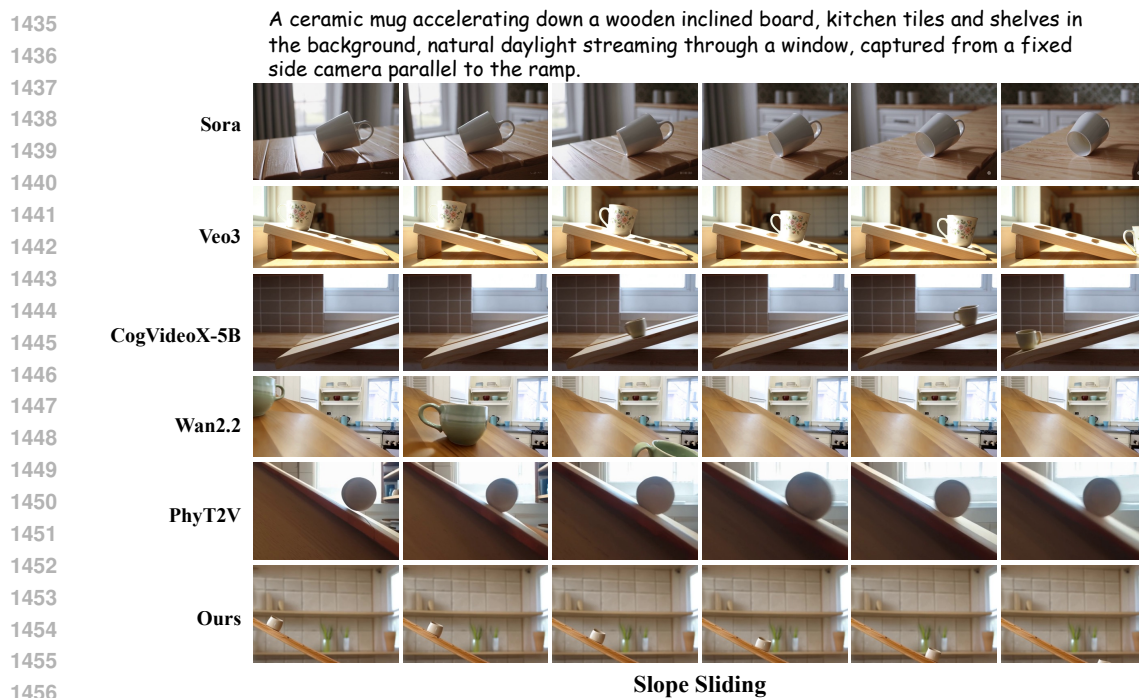 1435
A ceramic mug accelerating down a wooden inclined board, kitchen tiles and shelves in
the background, natural daylight streaming through a window, captured from a fixed
side camera parallel to the ramp.
1436
1437
1438
Sora
1439
1440
1441
Veo3
1442
1443
1444
CogVideoX-5B
1445
1446
1447
Wan2.2
1448
1449
1450
PhyT2V
1451
1452
1453
Ours
1454
1455
Slope Sliding
1456